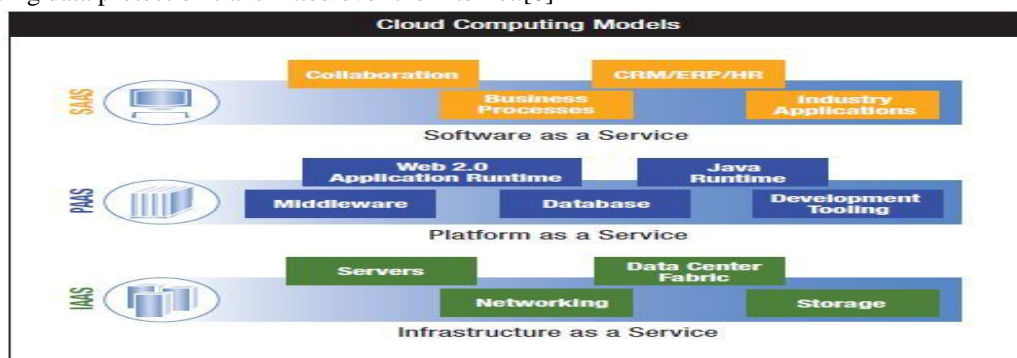 Cloud Computing Models
SAAS
Collaboration
CRM/ERP/HR
Business
Processes
Industry
Applications
Software as a Service
PAAS
Web 2.0
Application Runtime
Java
Runtime
Middleware
Database
Development
Tooling
Platform as a Service
IAAS
Servers
Data Center
Fabric
Networking
Storage
Infrastructure as a Service